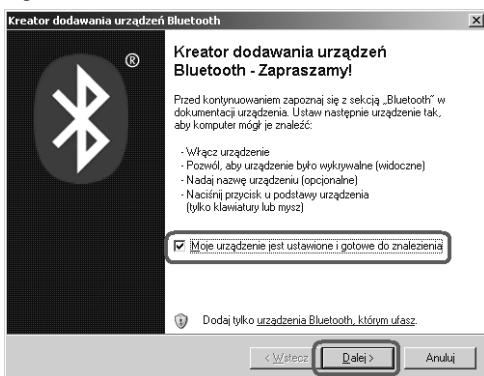 Kreator dodawania urządzeń Bluetooth
Kreator dodawania urządzeń
Bluetooth - Zapraszamy!
Przed kontynuowaniem zapoznaj się z sekcją „Bluetooth” w
dokumentacji urządzenia. Ustaw następnie urządzenie tak,
aby komputer mógł je znaleźć:
- Włącz urządzenie
- Pozwól, aby urządzenie było wykrywalne (widoczne)
- Nadaj nazwę urządzeniu (opcjonalne)
- Naciśnij przycisk u podstawy urządzenia
(tylko klawiatury lub mysz)
Moje urządzenie jest ustawione i gotowe do znalezienia
Dodaj tylko urządzenia Bluetooth, którym ufasz.
< Wstecz Dalej > Anuluj